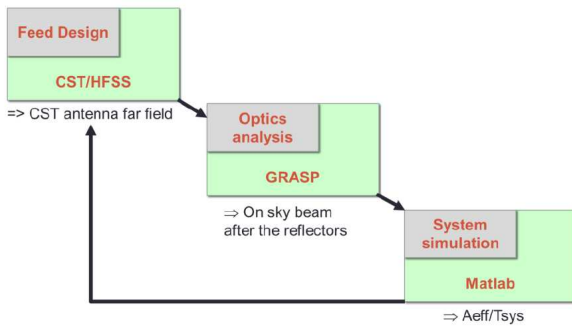 Feed Design
CST/HFSS
=> CST antenna far field
Optics
analysis
GRASP
⇒ On sky beam
after the reflectors
System
simulation
Matlab
⇒ Aeff/Tsys